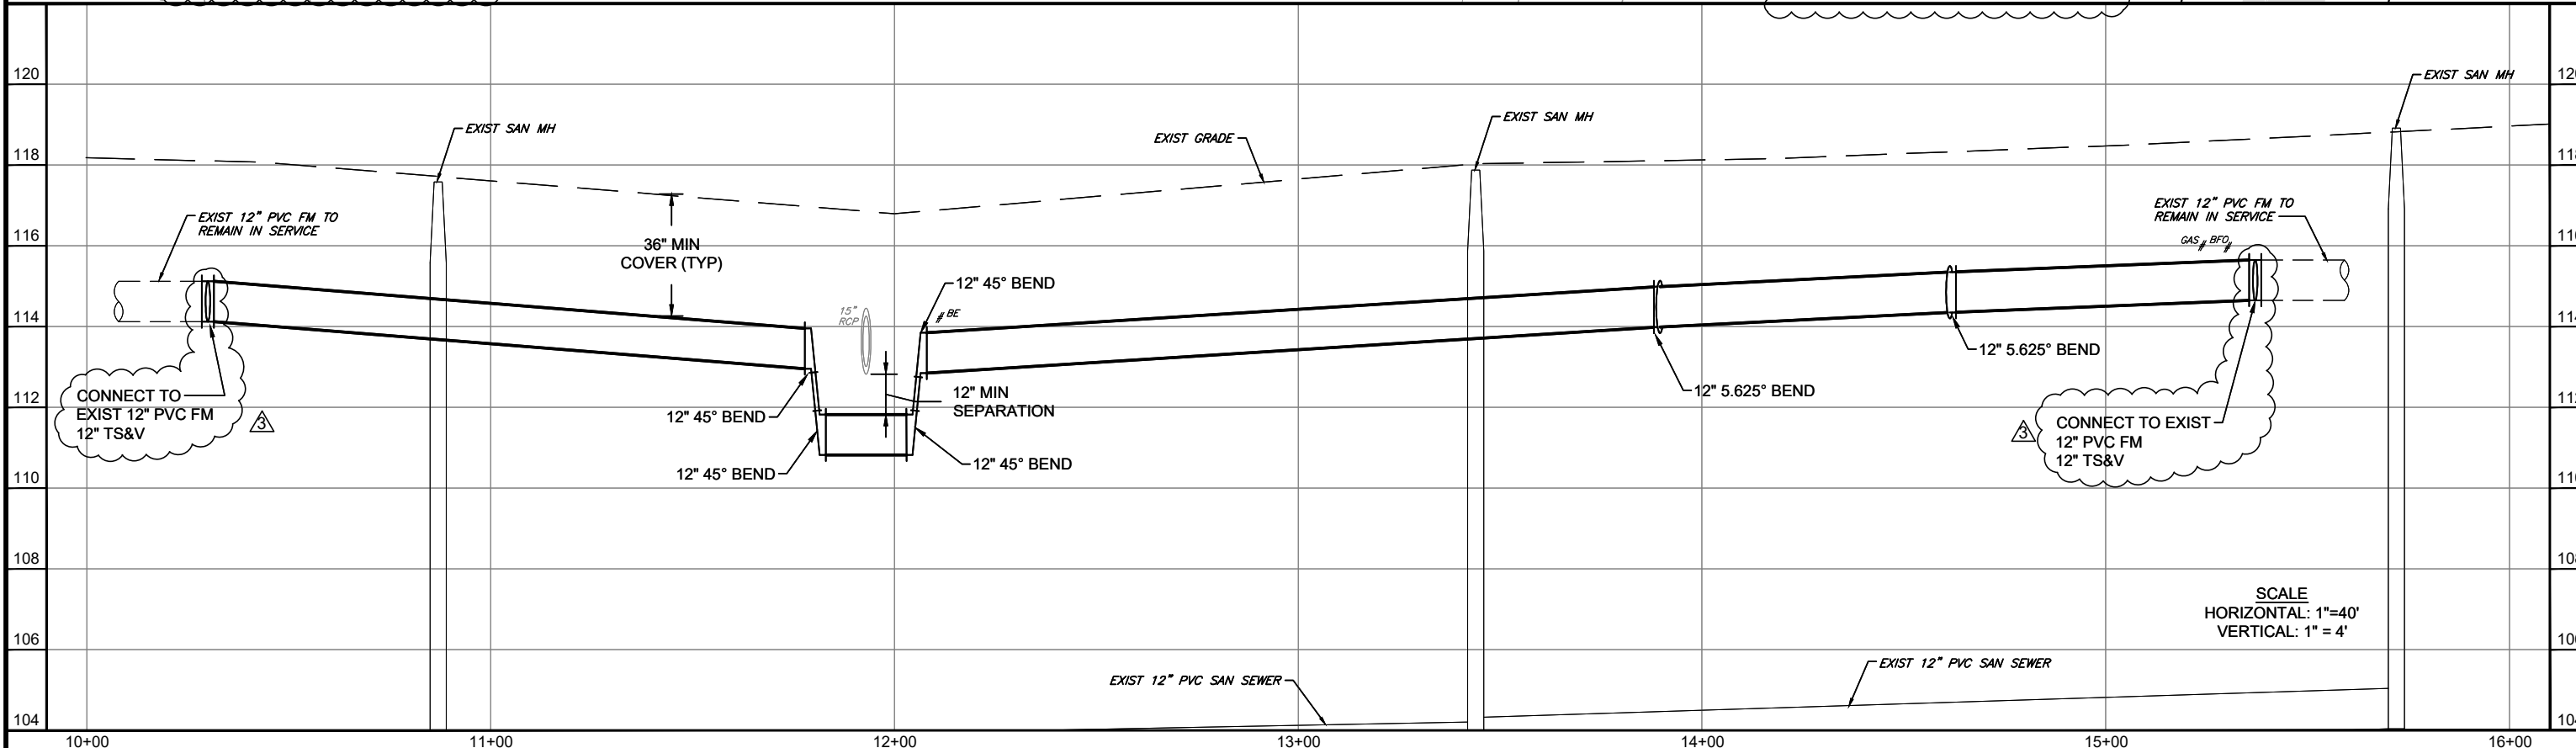 120
120
EXIST SAN MH
EXIST SAN MH
EXIST SAN MH
EXIST GRADE
118
118
EXIST 12" PVC FM TO
REMAIN IN SERVICE
EXIST 12" PVC FM TO
REMAIN IN SERVICE
116
36" MIN
COVER (TYP)
GAS BFO
12" 45° BEND
15"
RCP
BE
114
12" 5.625° BEND
12" 5.625° BEND
CONNECT TO
EXIST 12" PVC FM
12" TS&V
3
12" 45° BEND
12" MIN
SEPARATION
112
CONNECT TO EXIST
12" PVC FM
12" TS&V
3
12" 45° BEND
12" 45° BEND
110
108
SCALE
HORIZONTAL: 1"=40'
VERTICAL: 1" = 4'
106
EXIST 12" PVC SAN SEWER
EXIST 12" PVC SAN SEWER
104
10+00
11+00
12+00
13+00
14+00
15+00
16+00